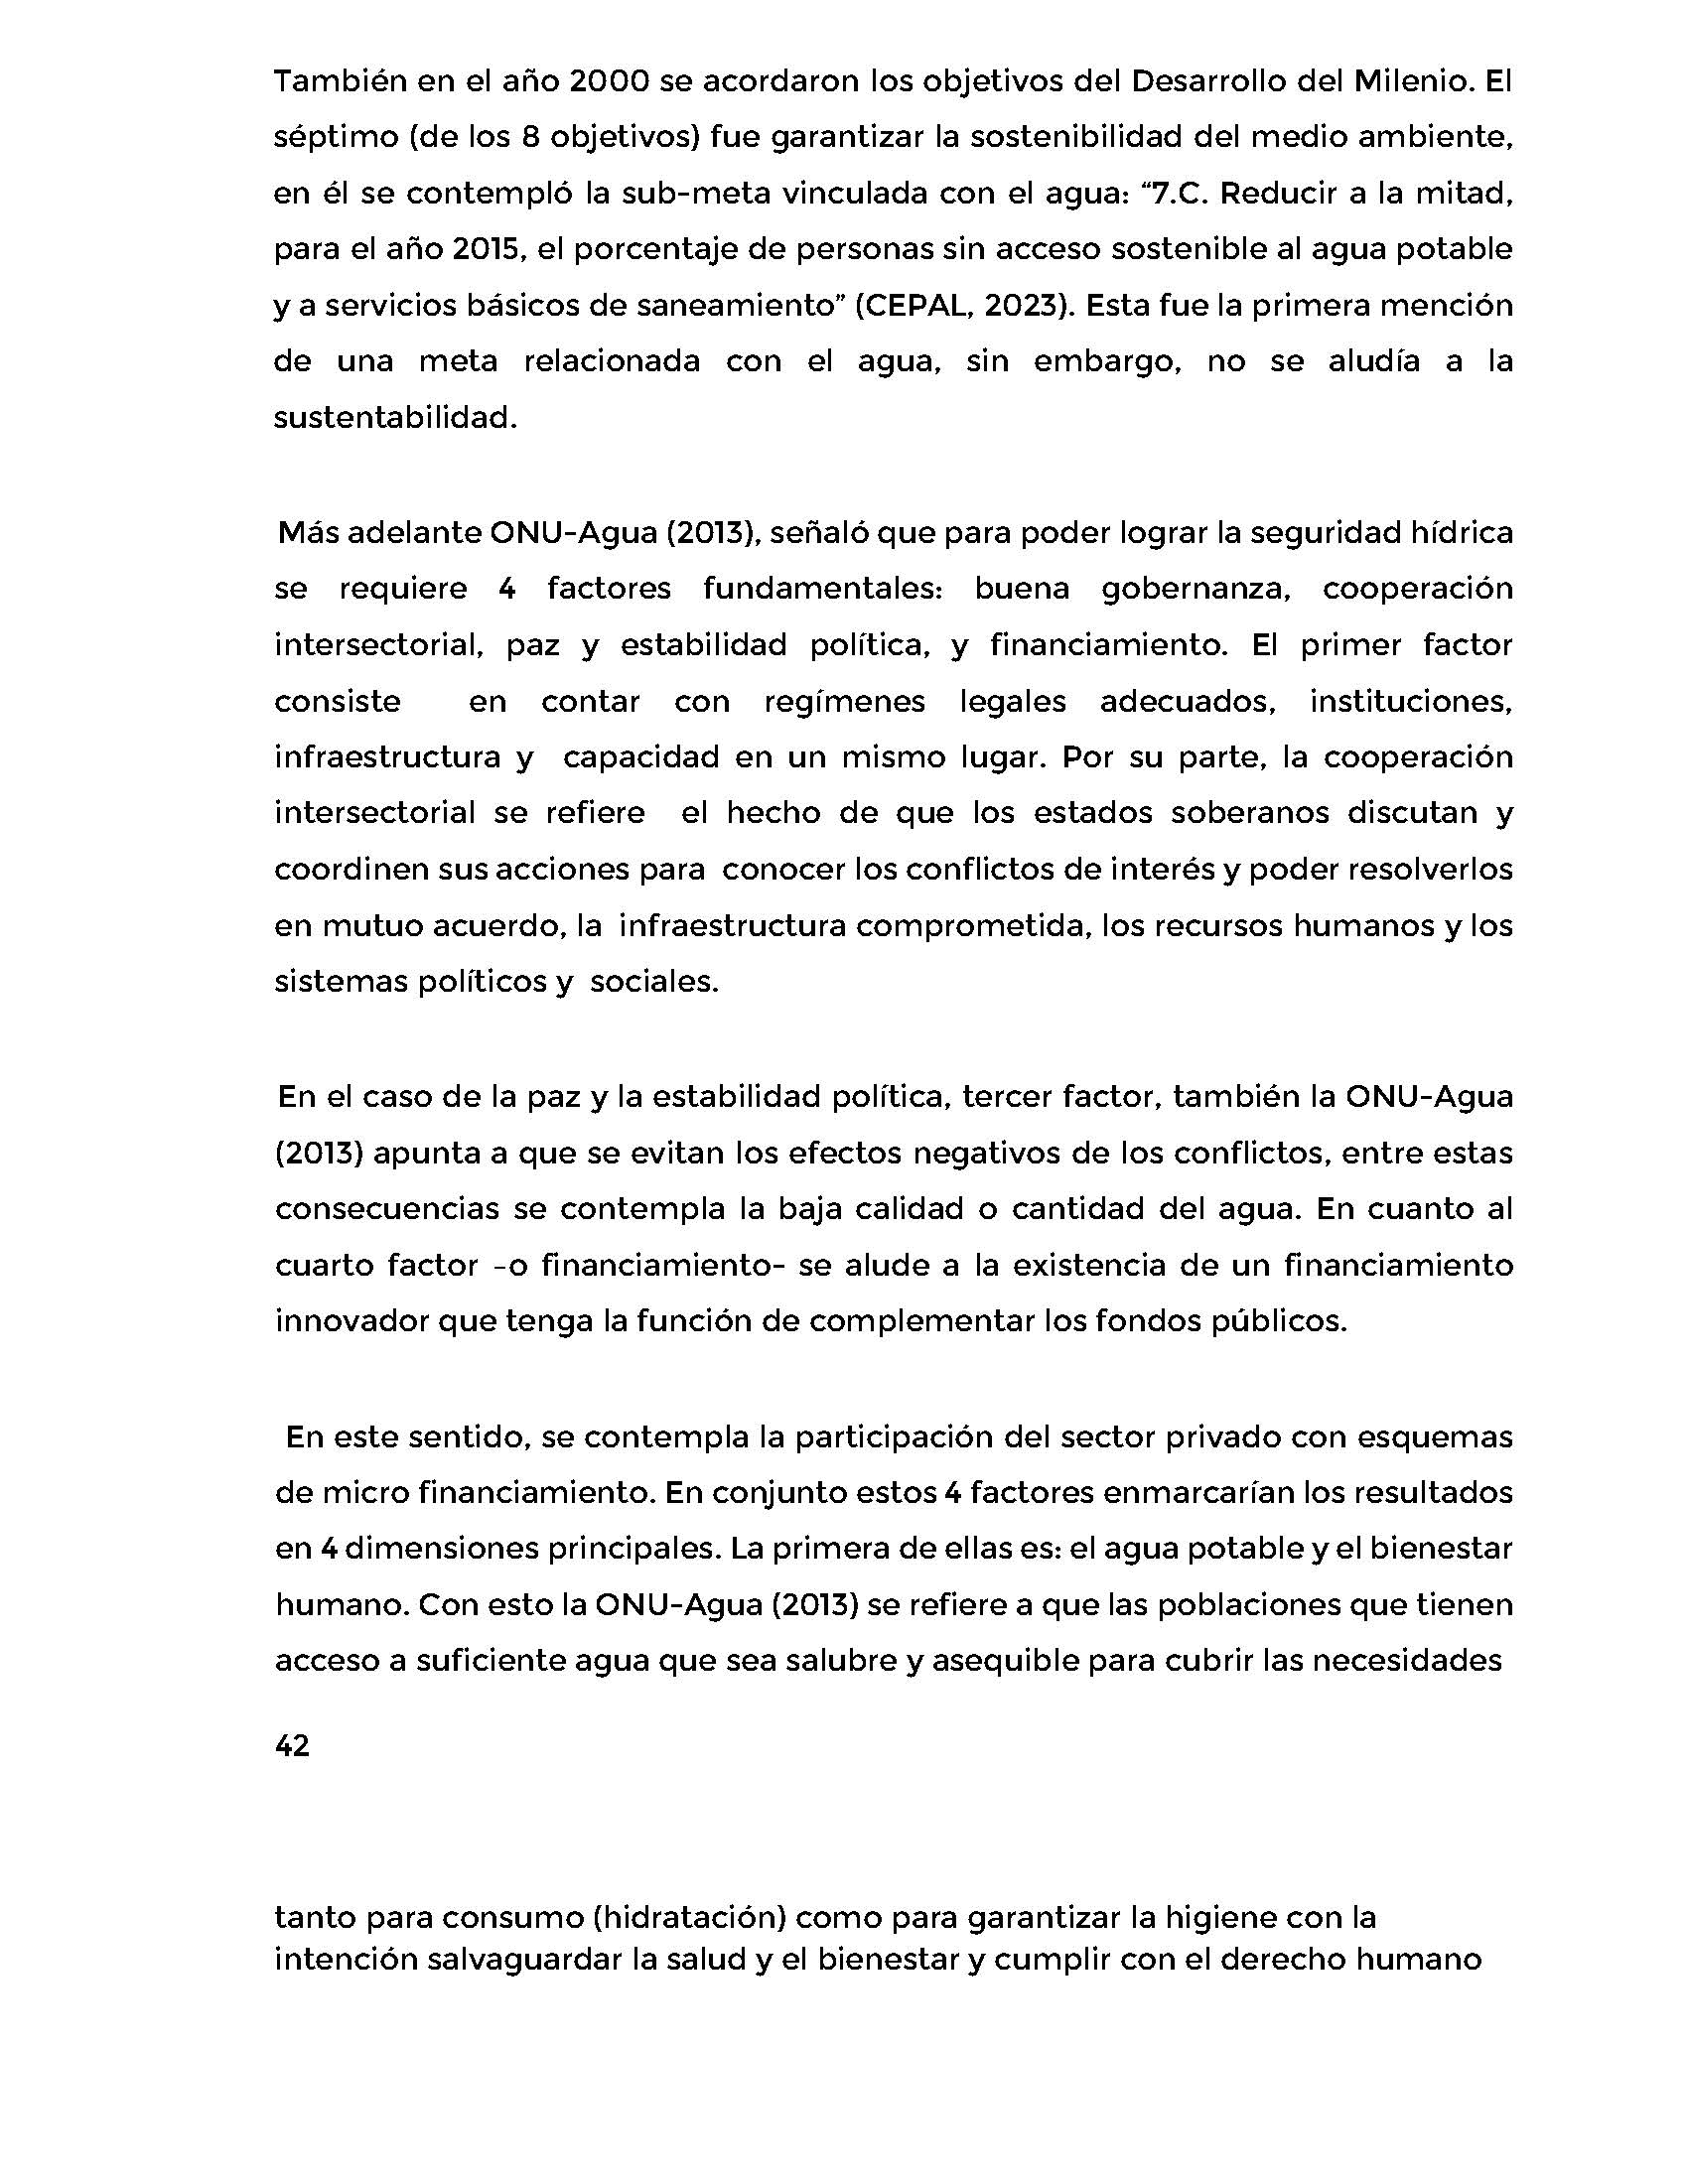 También en el año 2000 se acordaron los objetivos del Desarrollo del Milenio. El
séptimo (de los 8 objetivos) fue garantizar la sostenibilidad del medio ambiente,
en él se contempló la sub-meta vinculada con el agua: “7.C. Reducir a la mitad,
para el año 2015, el porcentaje de personas sin acceso sostenible al agua potable
y a servicios básicos de saneamiento” (CEPAL, 2023). Esta fue la primera mención
de una meta relacionada con el agua, sin embargo, no se aludía a la
sustentabilidad.
Más adelante ONU-Agua (2013), señaló que para poder lograr la seguridad hídrica
se requiere 4 factores fundamentales: buena gobernanza, cooperación
intersectorial, paz y estabilidad política, y financiamiento. El primer factor
consiste en contar con regímenes legales adecuados, instituciones,
infraestructura y capacidad en un mismo lugar. Por su parte, la cooperación
intersectorial se refiere el hecho de que los estados soberanos discutan y
coordinen sus acciones para conocer los conflictos de interés y poder resolverlos
en mutuo acuerdo, la infraestructura comprometida, los recursos humanos y los
sistemas políticos y sociales.
En el caso de la paz y la estabilidad política, tercer factor, también la ONU-Agua
(2013) apunta a que se evitan los efectos negativos de los conflictos, entre estas
consecuencias se contempla la baja calidad o cantidad del agua. En cuanto al
cuarto factor –o financiamiento- se alude a la existencia de un financiamiento
innovador que tenga la función de complementar los fondos públicos.
En este sentido, se contempla la participación del sector privado con esquemas
de micro financiamiento. En conjunto estos 4 factores enmarcarían los resultados
en 4 dimensiones principales. La primera de ellas es: el agua potable y el bienestar
humano. Con esto la ONU-Agua (2013) se refiere a que las poblaciones que tienen
acceso a suficiente agua que sea salubre y asequible para cubrir las necesidades
42
tanto para consumo (hidratación) como para garantizar la higiene con la
intención salvaguardar la salud y el bienestar y cumplir con el derecho humano